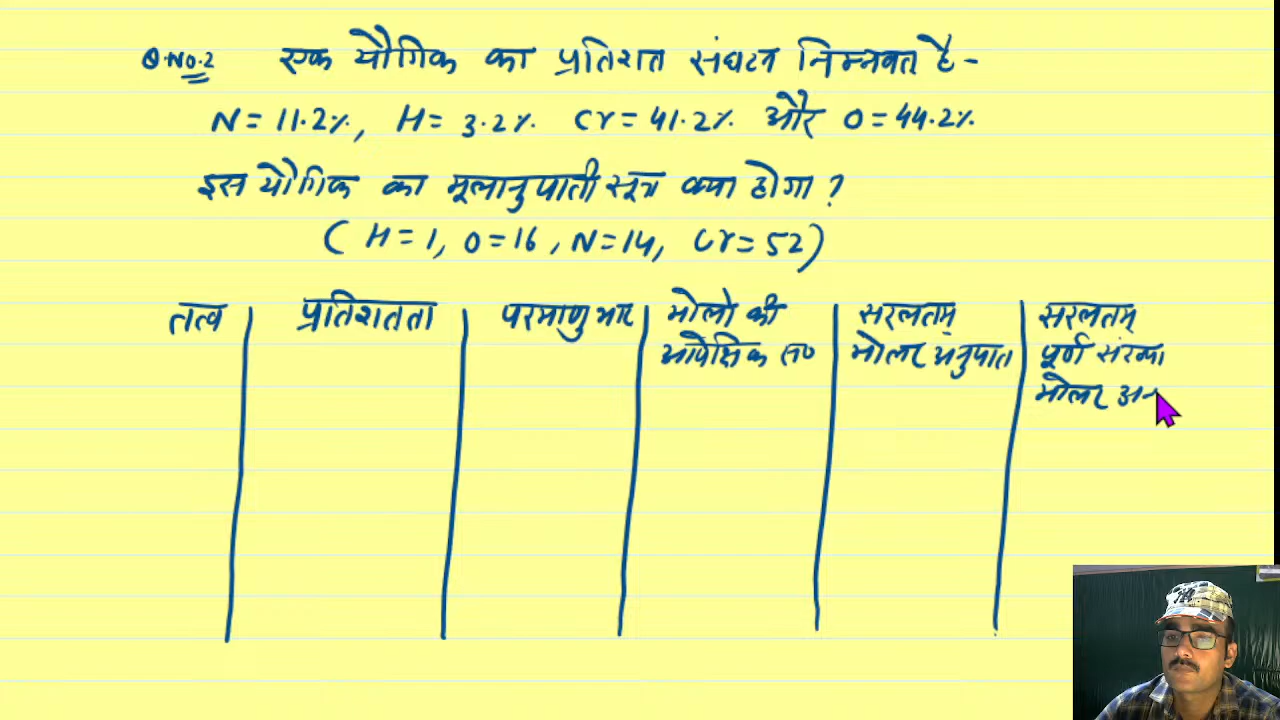 Q.No.2 एक यौगिक का प्रतिशत संघटन निम्नवत है -
N = 11.2%, H = 3.2% Cr = 41.2% और O = 44.2%
इस यौगिक का मूलानुपाती सूत्र क्या होगा ?
( H = 1, O = 16, N = 14, Cr = 52 )
तत्व प्रतिशतता परमाणु भार मोलो की सरलतम् सरलतम्
आपेक्षिक सं० मोलर अनुपात पूर्ण संख्या
मोलर अन